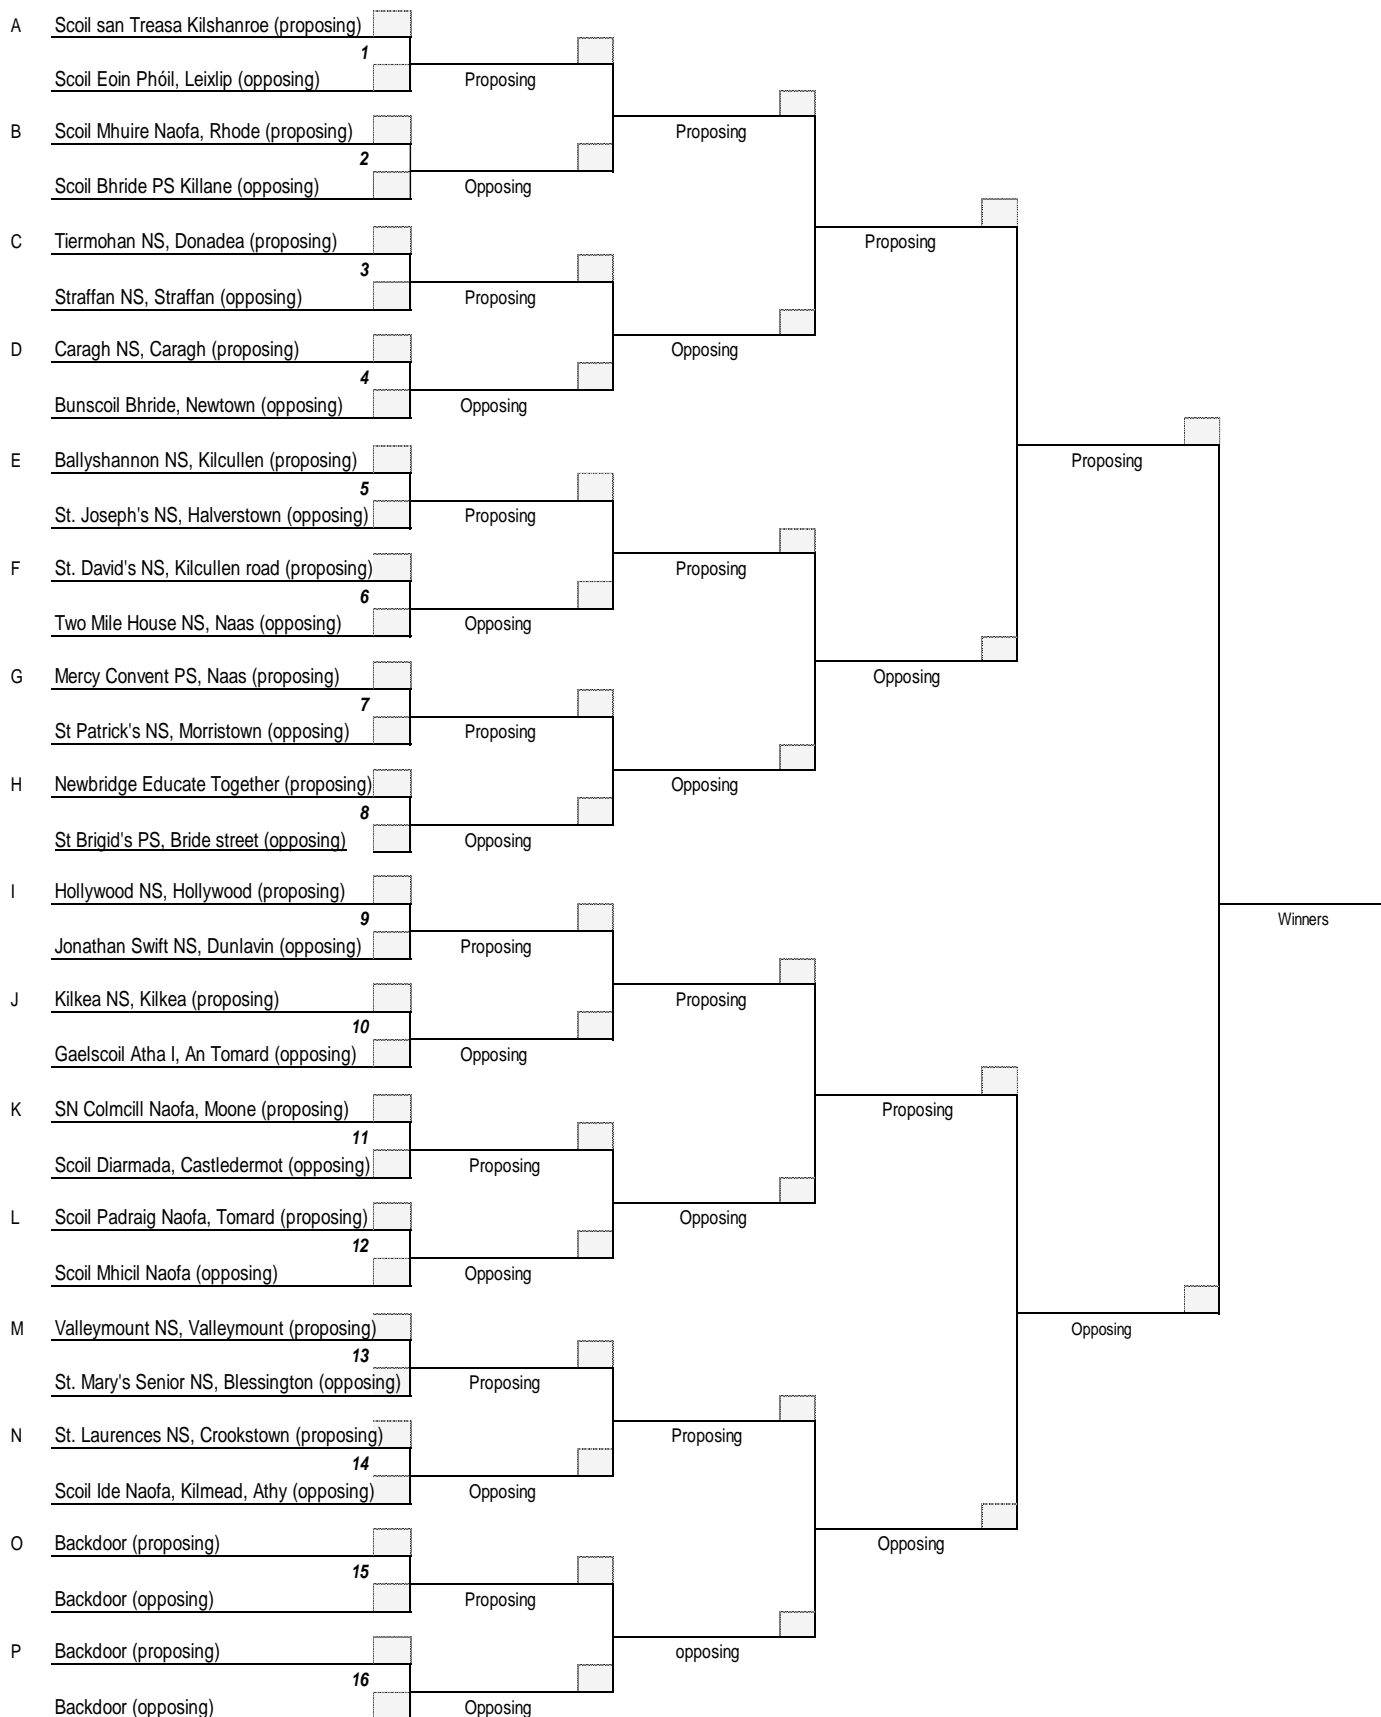 A Scoil san Treasa Kilshanroe (proposing)
1
Scoil Eoin Phóil, Leixlip (opposing)
Proposing
B Scoil Mhuire Naofa, Rhode (proposing)
Proposing
2
Scoil Bhride PS Killane (opposing)
Opposing
C Tiermohan NS, Donadea (proposing)
Proposing
3
Straffan NS, Straffan (opposing)
Proposing
D Caragh NS, Caragh (proposing)
Opposing
4
Bunscoil Bhride, Newtown (opposing)
Opposing
E Ballyshannon NS, Kilcullen (proposing)
Proposing
5
St. Joseph's NS, Halverstown (opposing)
Proposing
F St. David's NS, Kilcullen road (proposing)
Proposing
6
Two Mile House NS, Naas (opposing)
Opposing
G Mercy Convent PS, Naas (proposing)
Opposing
7
St Patrick's NS, Morristown (opposing)
Proposing
H Newbridge Educate Together (proposing)
Opposing
8
St Brigid's PS, Bride street (opposing)
Opposing
I Hollywood NS, Hollywood (proposing)
9
Winners
Jonathan Swift NS, Dunlavin (opposing)
Proposing
J Kilkea NS, Kilkea (proposing)
Proposing
10
Gaelscoil Atha I, An Tomard (opposing)
Opposing
K SN Colmcill Naofa, Moone (proposing)
Proposing
11
Scoil Diarmada, Castledermot (opposing)
Proposing
L Scoil Padraig Naofa, Tomard (proposing)
Opposing
12
Scoil Mhicil Naofa (opposing)
Opposing
M Valleymount NS, Valleymount (proposing)
Opposing
13
St. Mary's Senior NS, Blessington (opposing)
Proposing
N St. Laurences NS, Crookstown (proposing)
Proposing
14
Scoil Ide Naofa, Kilmead, Athy (opposing)
Opposing
O Backdoor (proposing)
Opposing
15
Backdoor (opposing)
Proposing
P Backdoor (proposing)
opposing
16
Backdoor (opposing)
Opposing